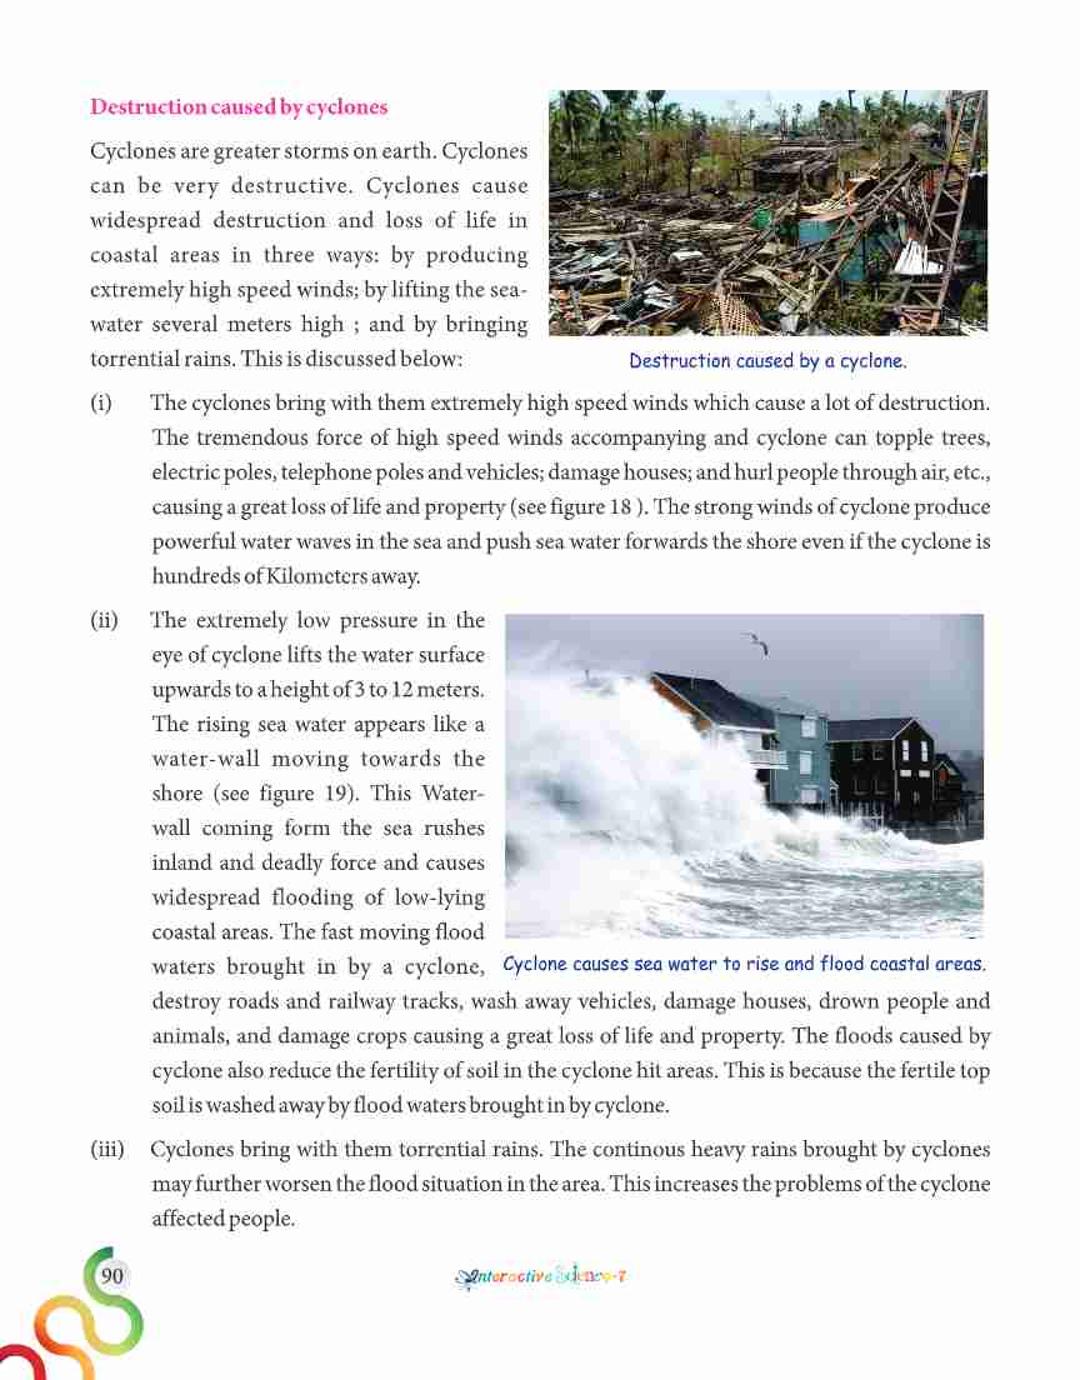 Destruction caused by cyclones
Cyclones are greater storms on earth. Cyclones
can be very destructive. Cyclones cause
widespread destruction and loss of life in
coastal areas in three ways: by producing
extremely high speed winds; by lifting the sea-
water several meters high ; and by bringing
torrential rains. This is discussed below:
Destruction caused by a cyclone.
(i) The cyclones bring with them extremely high speed winds which cause a lot of destruction.
The tremendous force of high speed winds accompanying and cyclone can topple trees,
electric poles, telephone poles and vehicles; damage houses; and hurl people through air, etc.,
causing a great loss of life and property (see figure 18 ). The strong winds of cyclone produce
powerful water waves in the sea and push sea water forwards the shore even if the cyclone is
hundreds of Kilometers away.
(ii) The extremely low pressure in the
eye of cyclone lifts the water surface
upwards to a height of 3 to 12 meters.
The rising sea water appears like a
water-wall moving towards the
shore (see figure 19). This Water-
wall coming form the sea rushes
inland and deadly force and causes
widespread flooding of low-lying
coastal areas. The fast moving flood
waters brought in by a cyclone,
Cyclone causes sea water to rise and flood coastal areas.
destroy roads and railway tracks, wash away vehicles, damage houses, drown people and
animals, and damage crops causing a great loss of life and property. The floods caused by
cyclone also reduce the fertility of soil in the cyclone hit areas. This is because the fertile top
soil is washed away by flood waters brought in by cyclone.
(iii) Cyclones bring with them torrential rains. The continous heavy rains brought by cyclones
may further worsen the flood situation in the area. This increases the problems of the cyclone
affected people.
90
Interactive Science-7